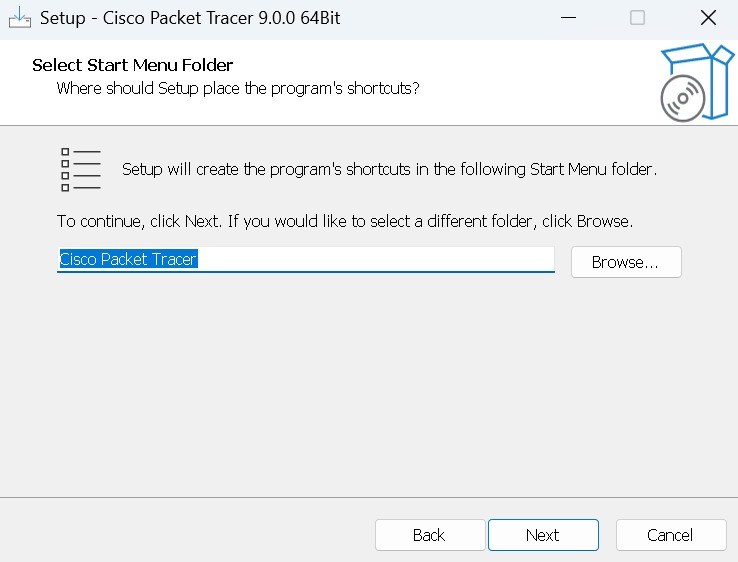 Setup - Cisco Packet Tracer 9.0.0 64Bit
Select Start Menu Folder
Where should Setup place the program's shortcuts?
Setup will create the program's shortcuts in the following Start Menu folder.
To continue, click Next. If you would like to select a different folder, click Browse.
Cisco Packet Tracer
Browse...
Back
Next
Cancel